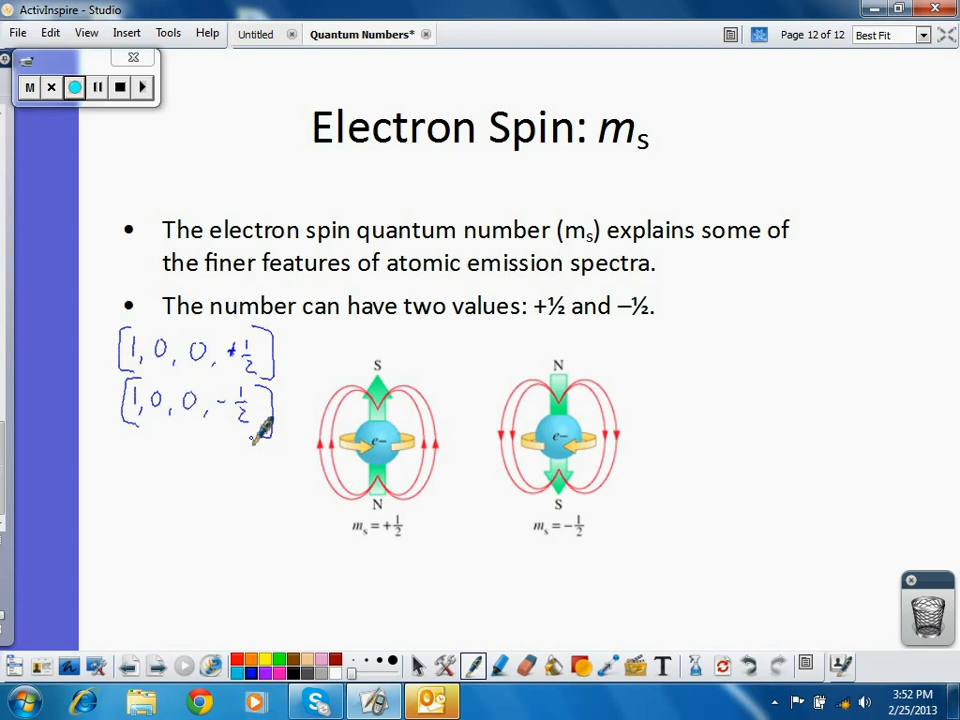 ActivInspire - Studio
File Edit View Insert Tools Help Untitled Quantum Numbers* Page 12 of 12 Best Fit
M
Electron Spin: mₛ
• The electron spin quantum number (mₛ) explains some of
the finer features of atomic emission spectra.
• The number can have two values: +½ and –½.
[1, 0, 0, +1/2]
[1, 0, 0, -1/2]
S N
e– e–
N S
mₛ = +1/2 mₛ = –1/2
T
3:52 PM
2/25/2013